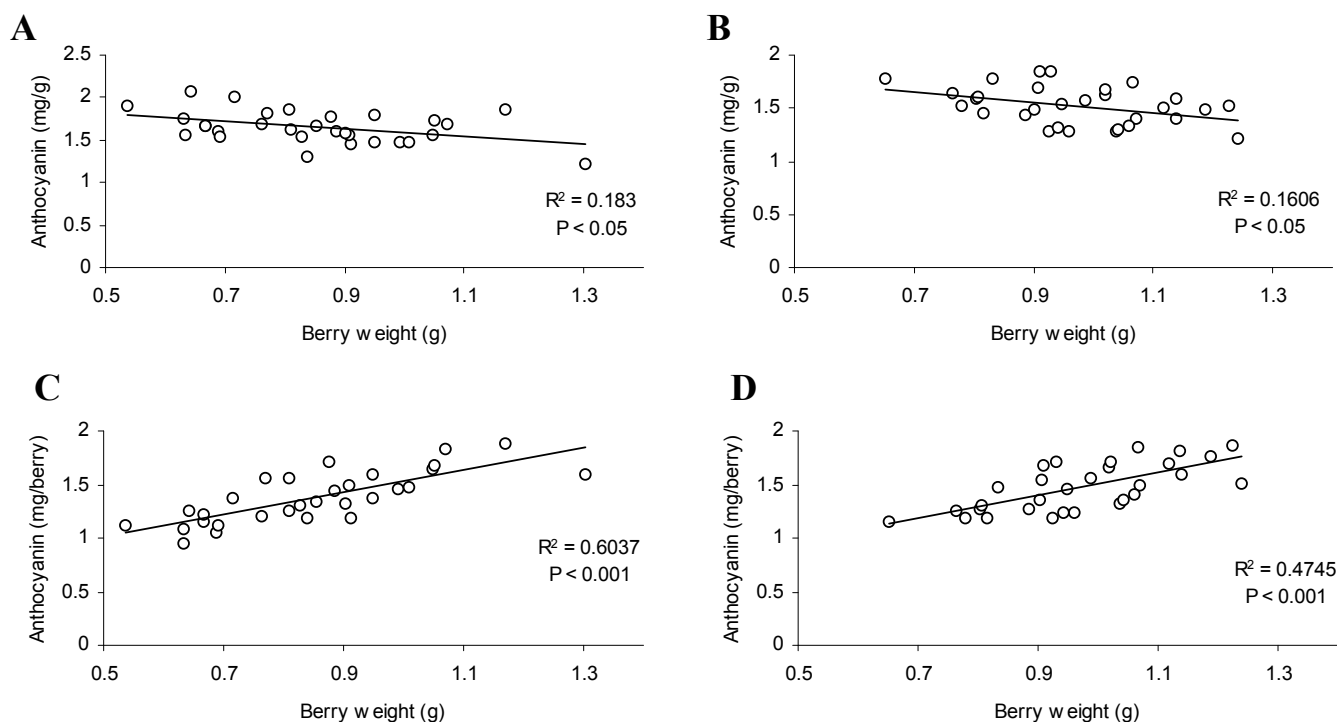 A
Anthocyanin (mg/g)
2.5
2
1.5
1
0.5
0
R² = 0.183
P < 0.05
0.5 0.7 0.9 1.1 1.3
Berry weight (g)
B
Anthocyanin (mg/g)
2
1.5
1
0.5
0
R² = 0.1606
P < 0.05
0.5 0.7 0.9 1.1 1.3
Berry weight (g)
C
Anthocyanin (mg/berry)
2
1.5
1
0.5
0
R² = 0.6037
P < 0.001
0.5 0.7 0.9 1.1 1.3
Berry weight (g)
D
Anthocyanin (mg/berry)
2
1.5
1
0.5
0
R² = 0.4745
P < 0.001
0.5 0.7 0.9 1.1 1.3
Berry weight (g)